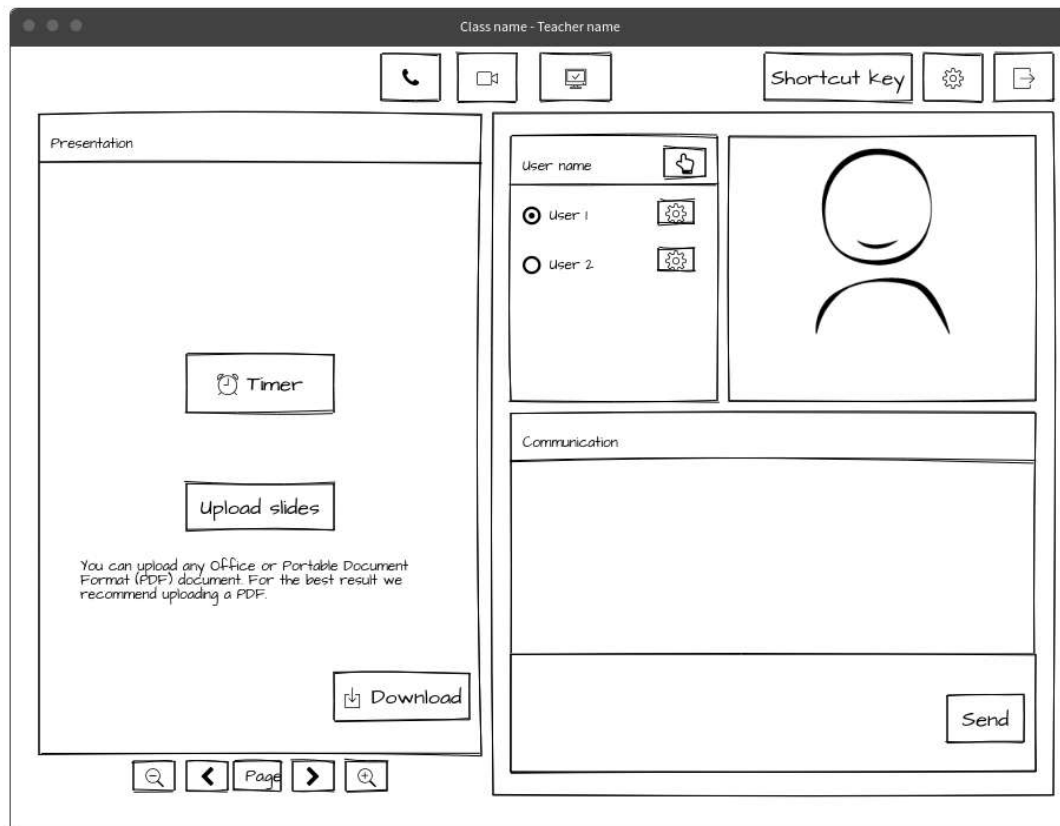 Class name - Teacher name
Shortcut key
Presentation
Timer
Upload slides
You can upload any Office or Portable Document
Format (PDF) document. For the best result we
recommend uploading a PDF.
Download
Page
User name
User 1
User 2
Communication
Send